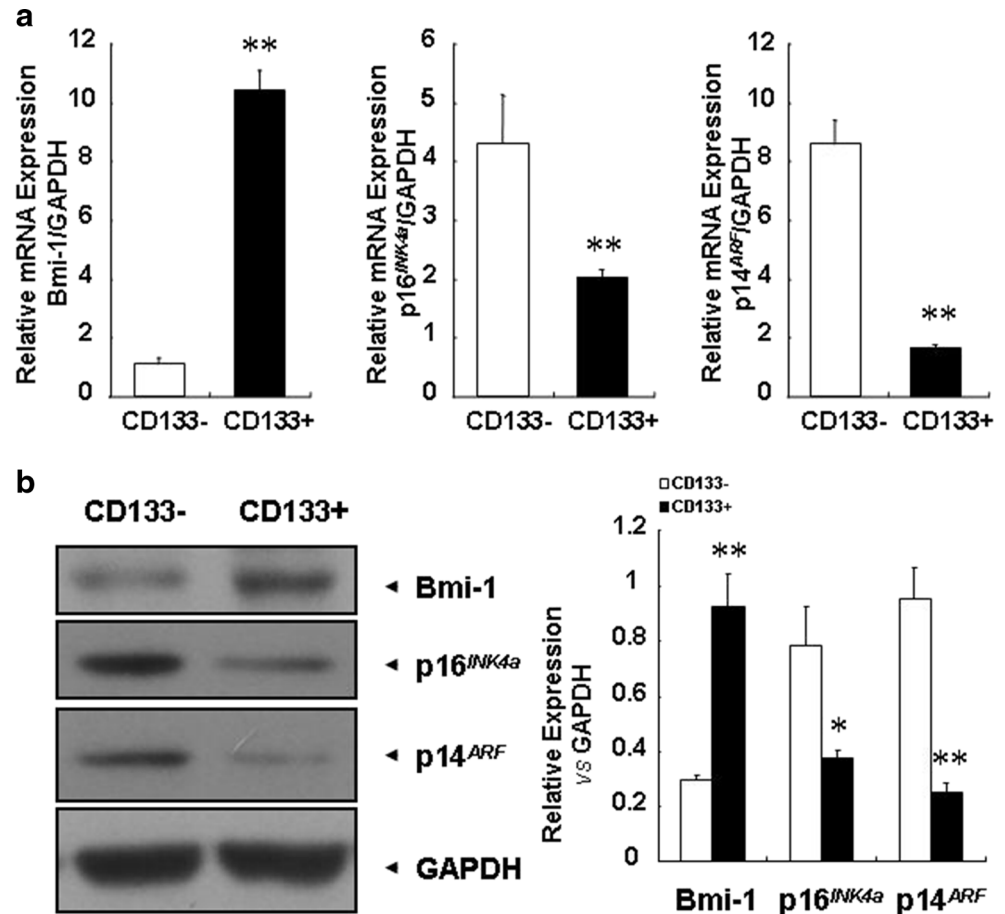 a
Relative mRNA Expression
Bmi-1/GAPDH
12
10
8
6
4
2
0
**
CD133- CD133+
Relative mRNA Expression
p16INK4a/GAPDH
6
5
4
3
2
1
0
**
CD133- CD133+
Relative mRNA Expression
p14ARF/GAPDH
12
10
8
6
4
2
0
**
CD133- CD133+
b
CD133- CD133+
Bmi-1
p16INK4a
p14ARF
GAPDH
CD133-
CD133+
Relative Expression
VS GAPDH
1.2
1
0.8
0.6
0.4
0.2
0
**
*
**
Bmi-1 p16INK4a p14ARF